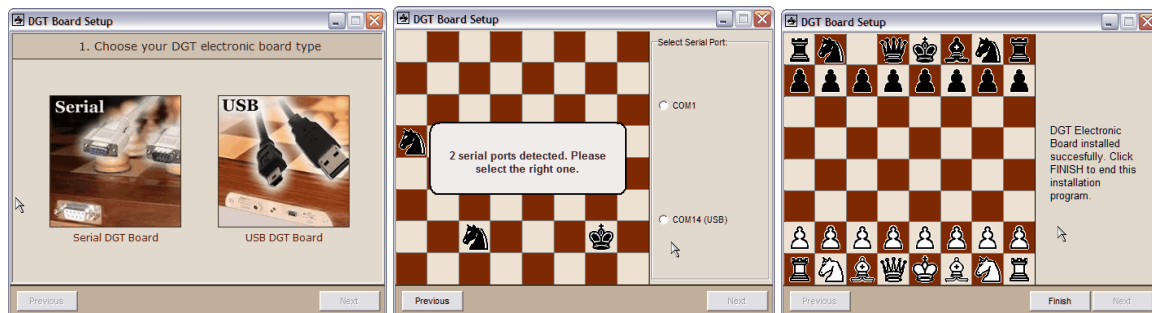 DGT Board Setup
1. Choose your DGT electronic board type
Serial
USB
Serial DGT Board
USB DGT Board
Previous
Next
DGT Board Setup
Select Serial Port:
COM1
2 serial ports detected. Please
select the right one.
COM14 (USB)
Previous
Next
DGT Board Setup
DGT Electronic
Board installed
succesfully. Click
FINISH to end this
installation
program.
Previous
Finish
Next